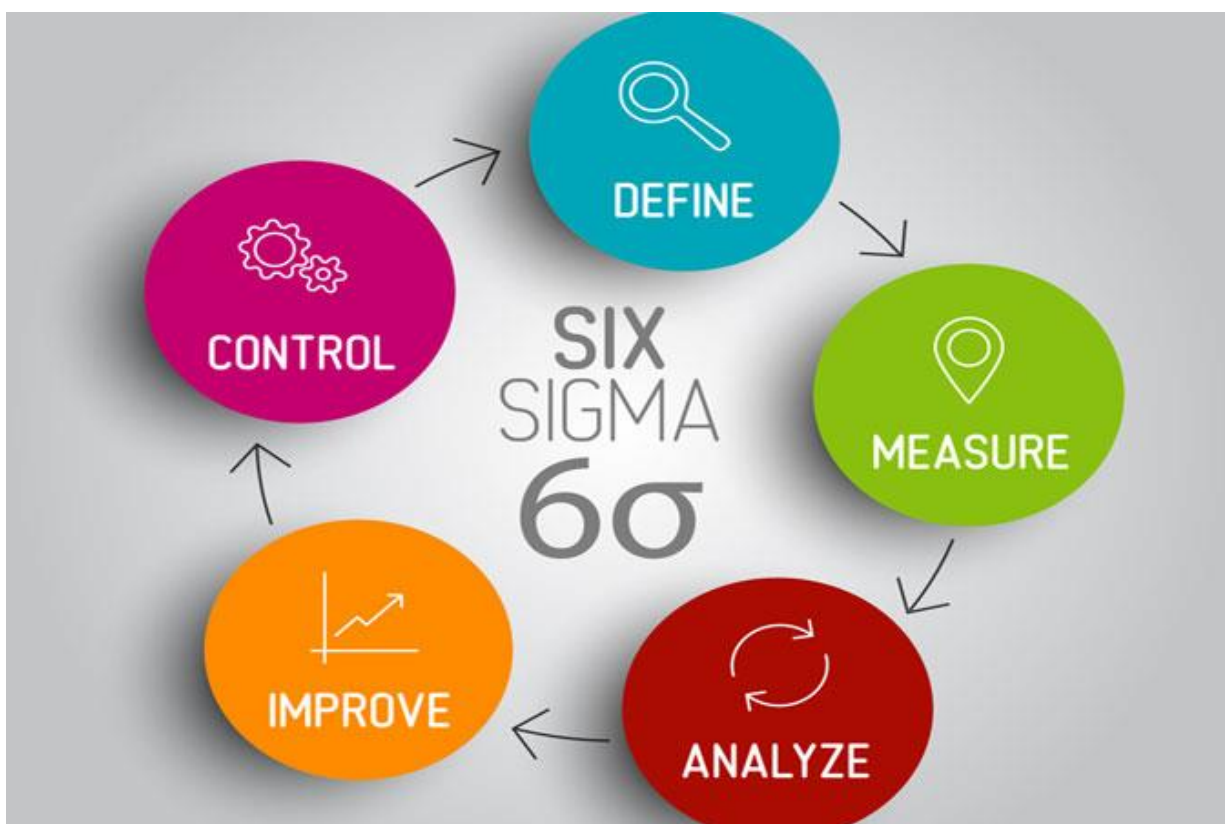 DEFINE
MEASURE
ANALYZE
IMPROVE
CONTROL
SIX
SIGMA
6σ